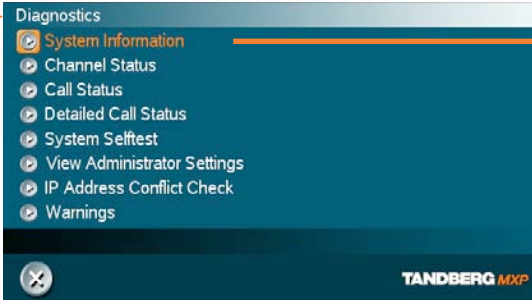 Diagnostics
System Information
Channel Status
Call Status
Detailed Call Status
System Selftest
View Administrator Settings
IP Address Conflict Check
Warnings
TANDBERG MXP